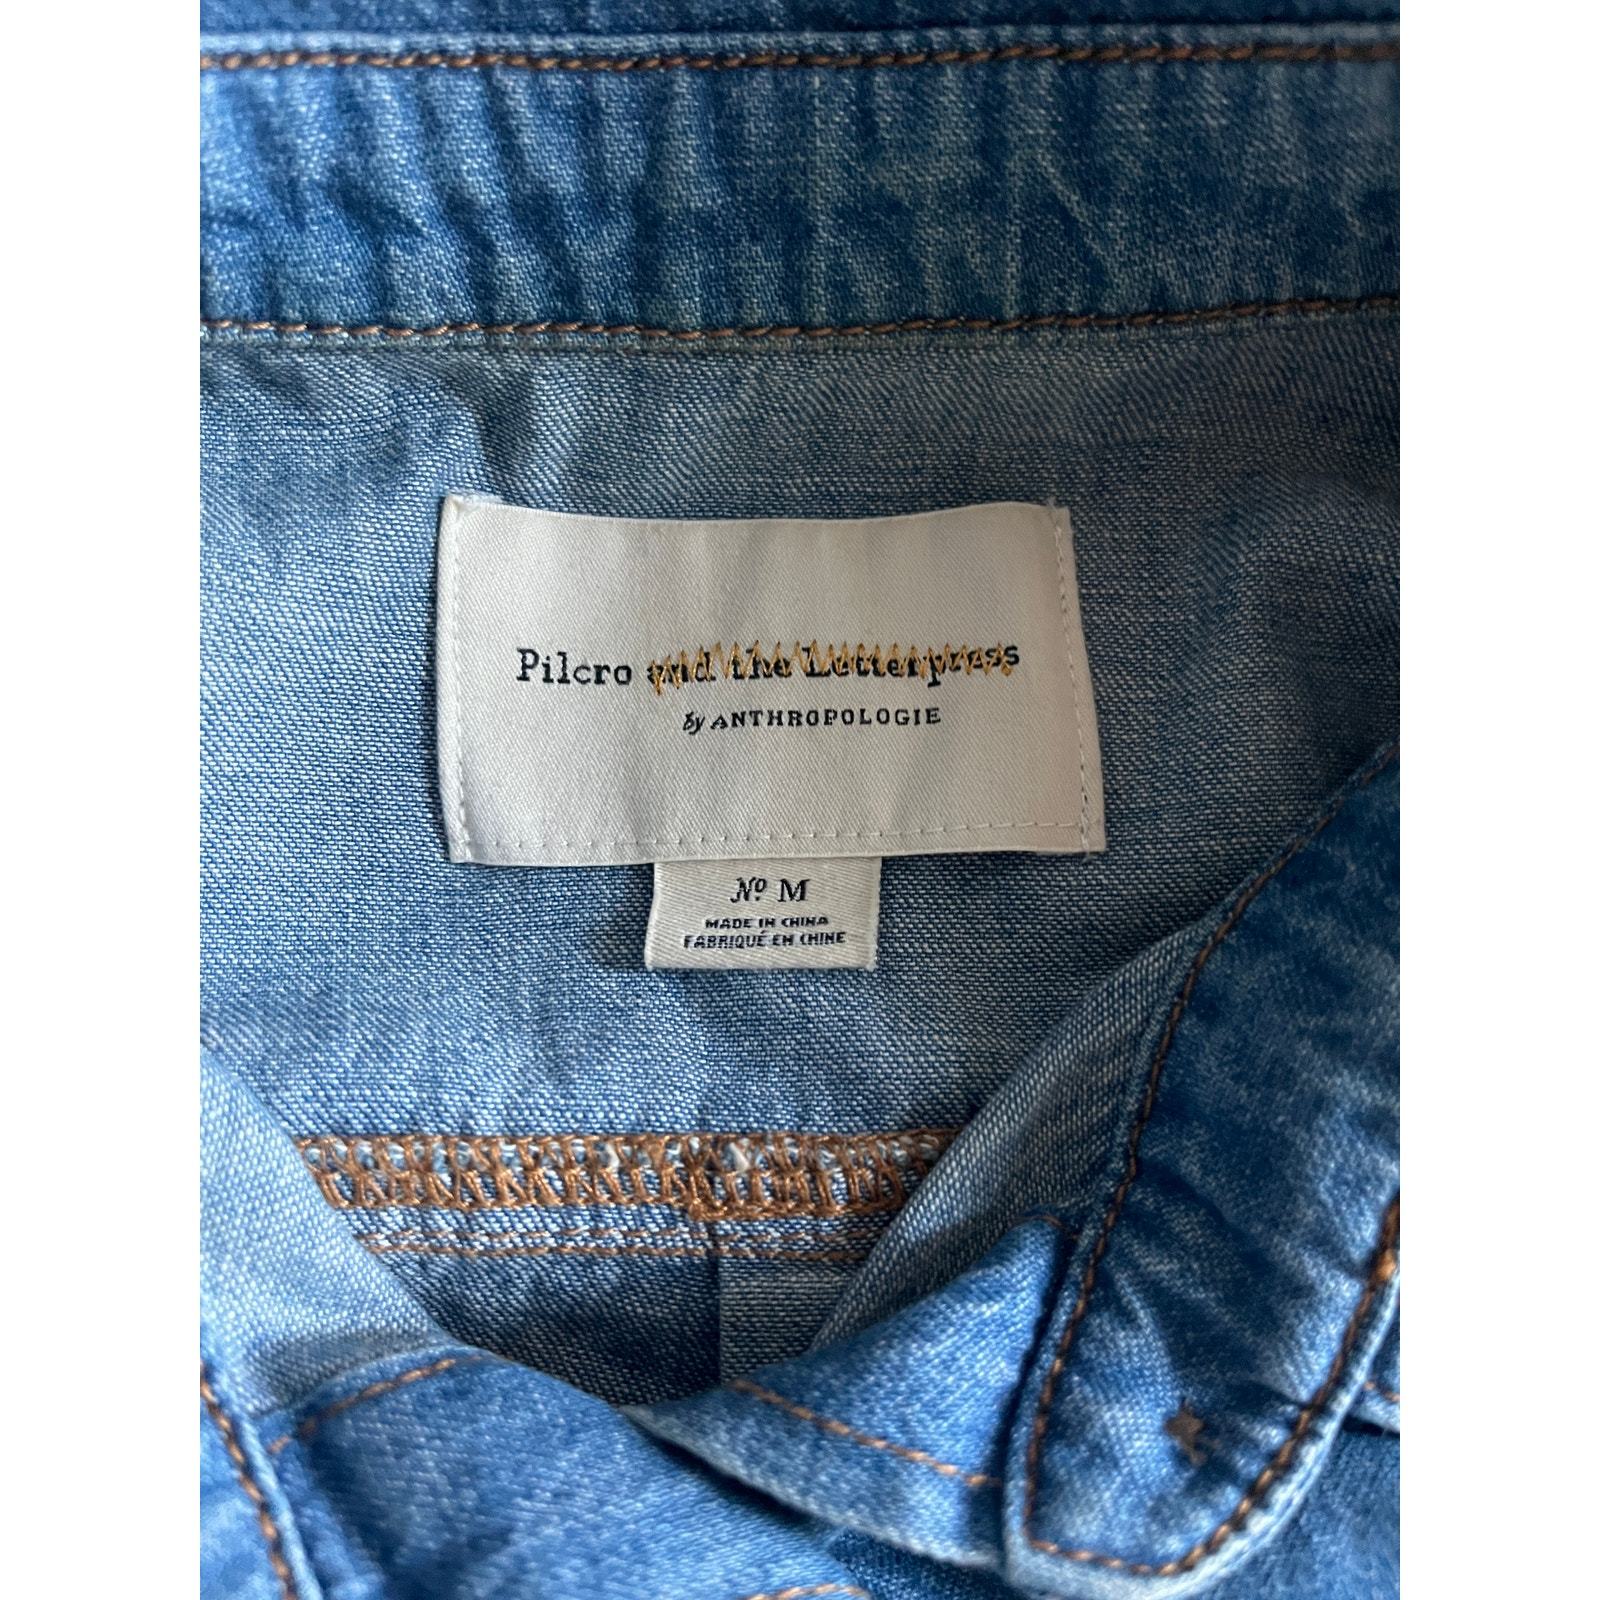 Pilcro and the Letterpress
by ANTHROPOLOGIE
Nº M
MADE IN CHINA
FABRIQUÉ EN CHINE